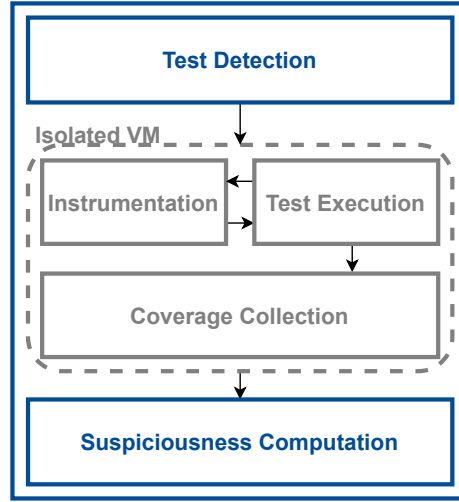 Test Detection
Isolated VM
Instrumentation
Test Execution
Coverage Collection
Suspiciousness Computation